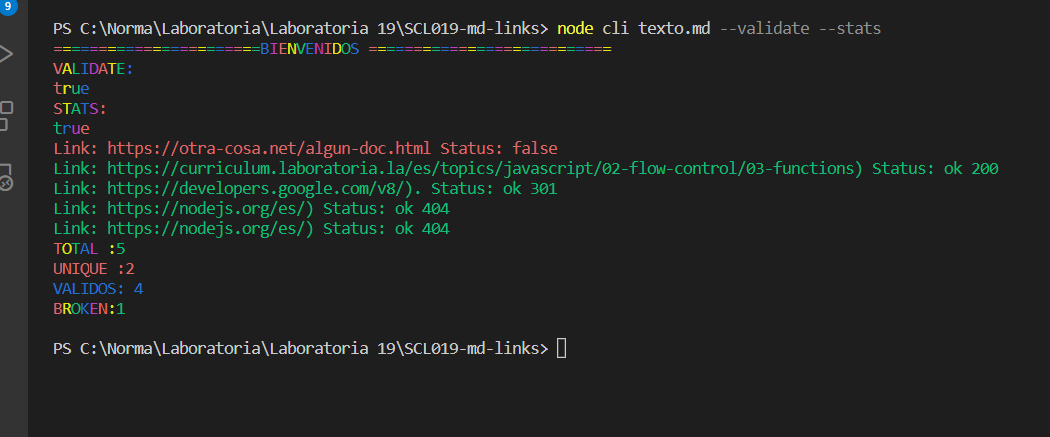 9
PS C:\Norma\Laboratoria\Laboratoria 19\SCL019-md-links> node cli texto.md --validate --stats
=======================BIENVENIDOS ===========================
VALIDATE:
true
STATS:
true
Link: https://otra-cosa.net/algun-doc.html Status: false
Link: https://curriculum.laboratoria.la/es/topics/javascript/02-flow-control/03-functions) Status: ok 200
Link: https://developers.google.com/v8/). Status: ok 301
Link: https://nodejs.org/es/) Status: ok 404
Link: https://nodejs.org/es/) Status: ok 404
TOTAL :5
UNIQUE :2
VALIDOS: 4
BROKEN:1
PS C:\Norma\Laboratoria\Laboratoria 19\SCL019-md-links>